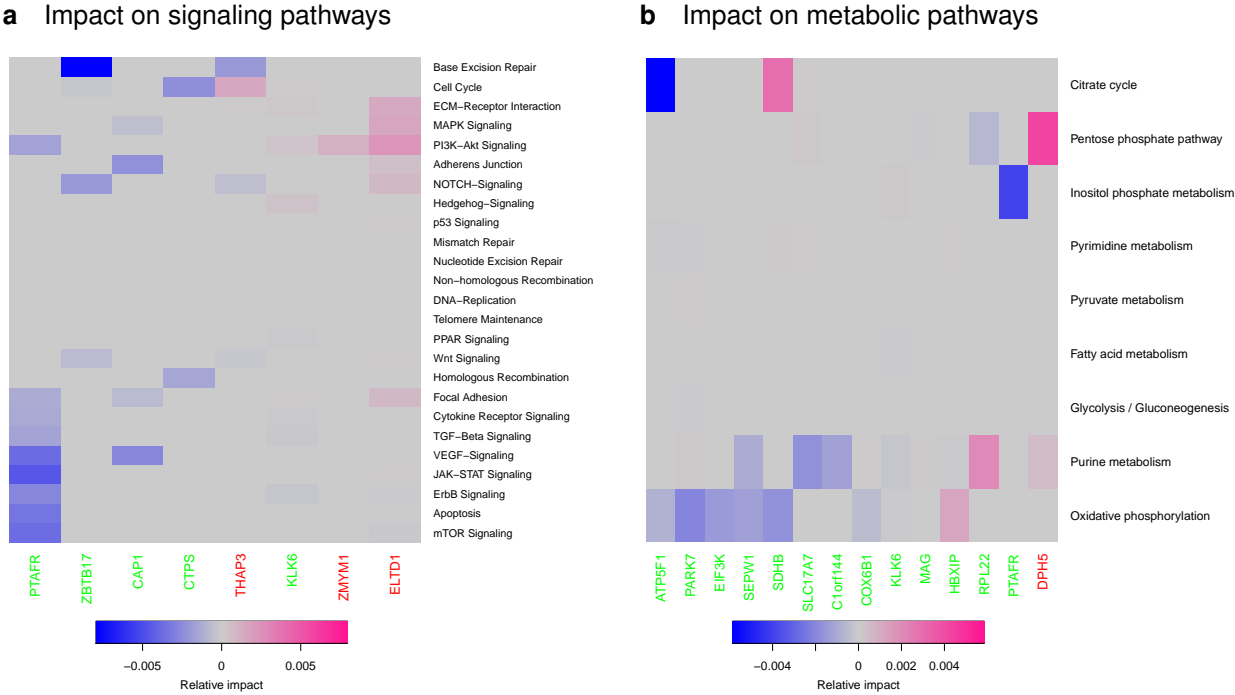 a Impact on signaling pathways
Base Excision Repair
Cell Cycle
ECM−Receptor Interaction
MAPK Signaling
PI3K−Akt Signaling
Adherens Junction
NOTCH−Signaling
Hedgehog−Signaling
p53 Signaling
Mismatch Repair
Nucleotide Excision Repair
Non−homologous Recombination
DNA−Replication
Telomere Maintenance
PPAR Signaling
Wnt Signaling
Homologous Recombination
Focal Adhesion
Cytokine Receptor Signaling
TGF−Beta Signaling
VEGF−Signaling
JAK−STAT Signaling
ErbB Signaling
Apoptosis
mTOR Signaling
PTAFR
ZBTB17
CAP1
CTPS
THAP3
KLK6
ZMYM1
ELTD1
−0.005 0 0.005
Relative impact
b Impact on metabolic pathways
Citrate cycle
Pentose phosphate pathway
Inositol phosphate metabolism
Pyrimidine metabolism
Pyruvate metabolism
Fatty acid metabolism
Glycolysis / Gluconeogenesis
Purine metabolism
Oxidative phosphorylation
ATP5F1
PARK7
EIF3K
SEPW1
SDHB
SLC17A7
C1orf144
COX6B1
KLK6
MAG
HBXIP
RPL22
PTAFR
DPH5
−0.004 0 0.002 0.004
Relative impact